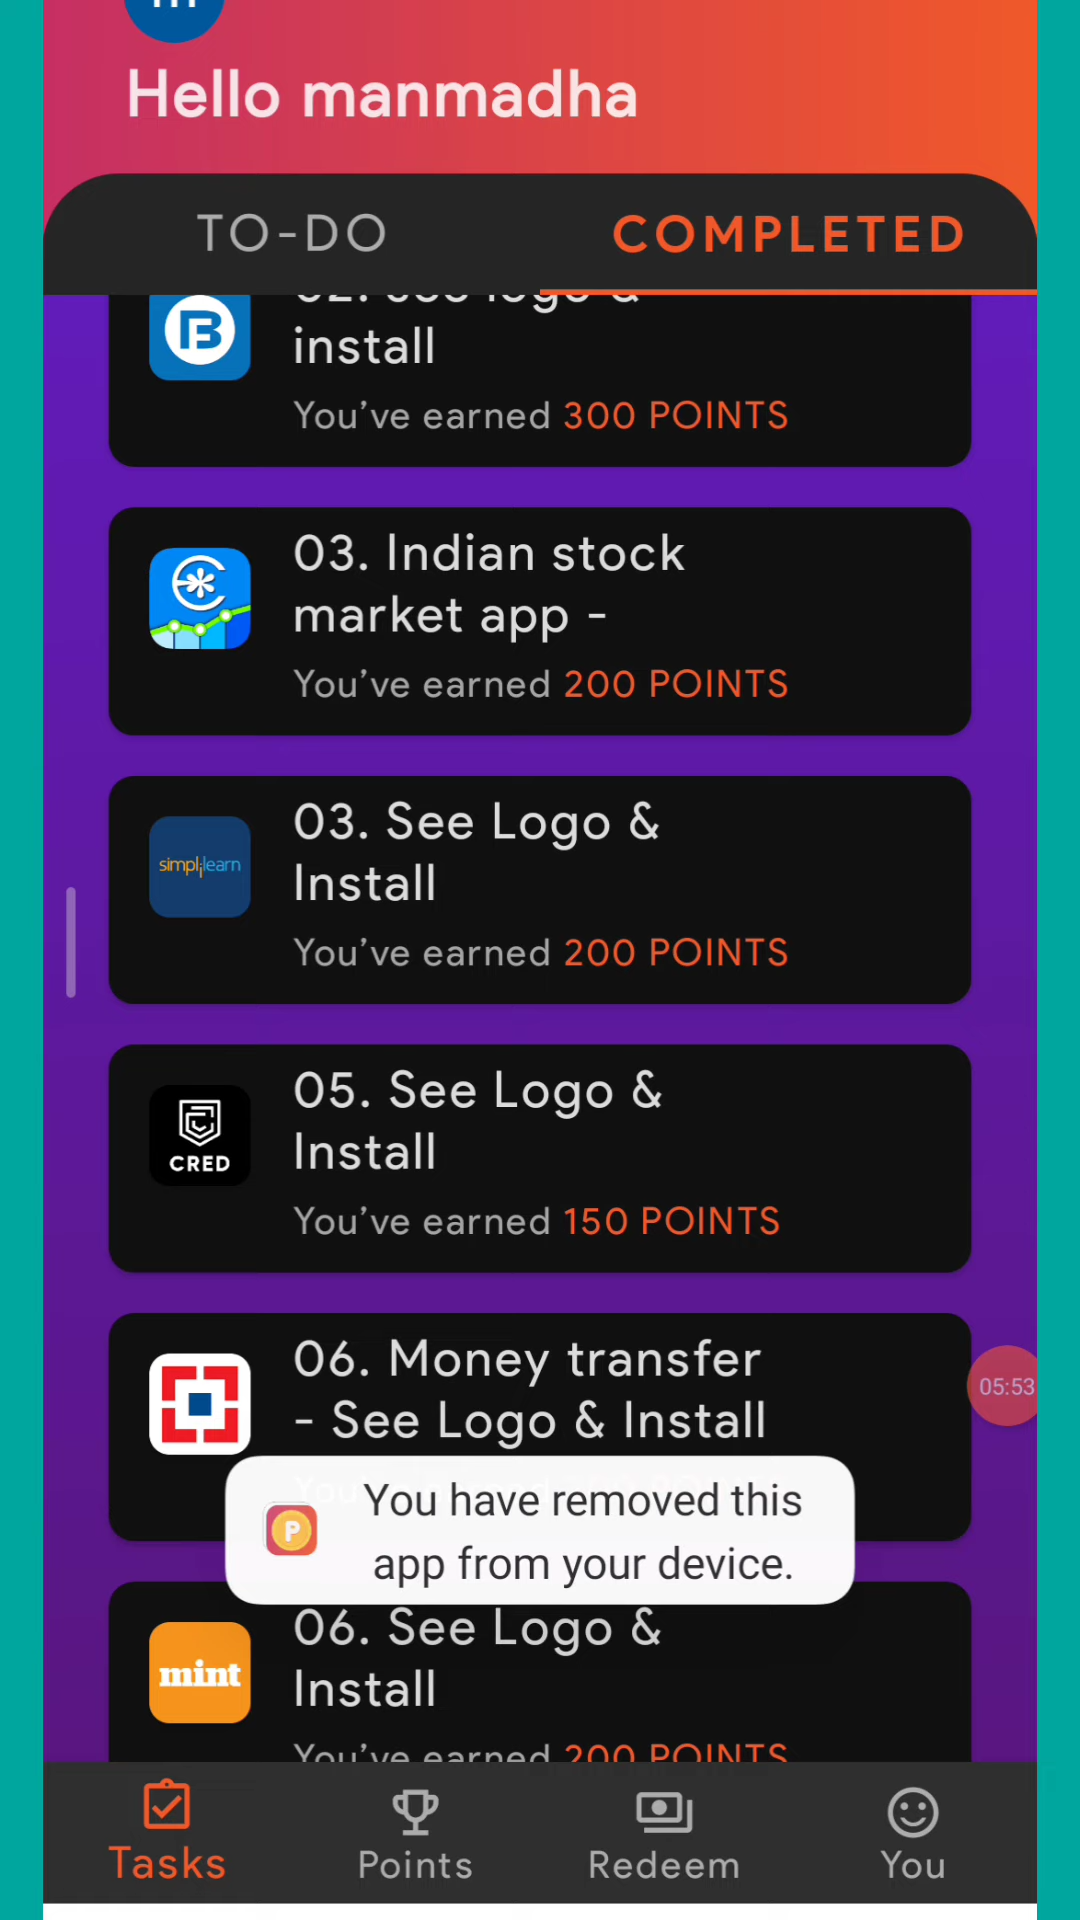 Hello manmadha
TO-DO
COMPLETED
02. see logo &
install
You've earned 300 POINTS
03. Indian stock
market app -
You've earned 200 POINTS
simplilearn
03. See Logo &
Install
You've earned 200 POINTS
CRED
05. See Logo &
Install
You've earned 150 POINTS
06. Money transfer
- See Logo & Install
05:53
P
You have removed this
app from your device.
mint
06. See Logo &
Install
You've earned 200 POINTS
Tasks
Points
Redeem
You